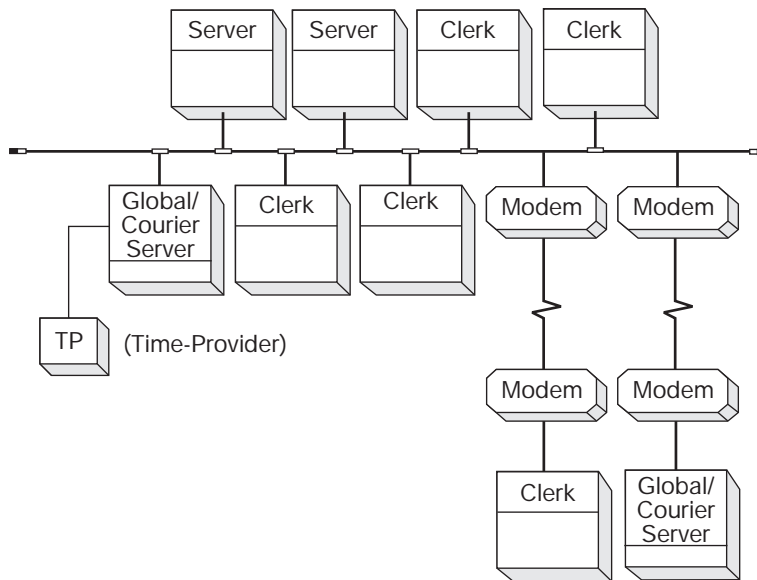 Server
Server
Clerk
Clerk
Global/
Courier
Server
Clerk
Clerk
Modem
Modem
TP
(Time-Provider)
Modem
Modem
Clerk
Global/
Courier
Server